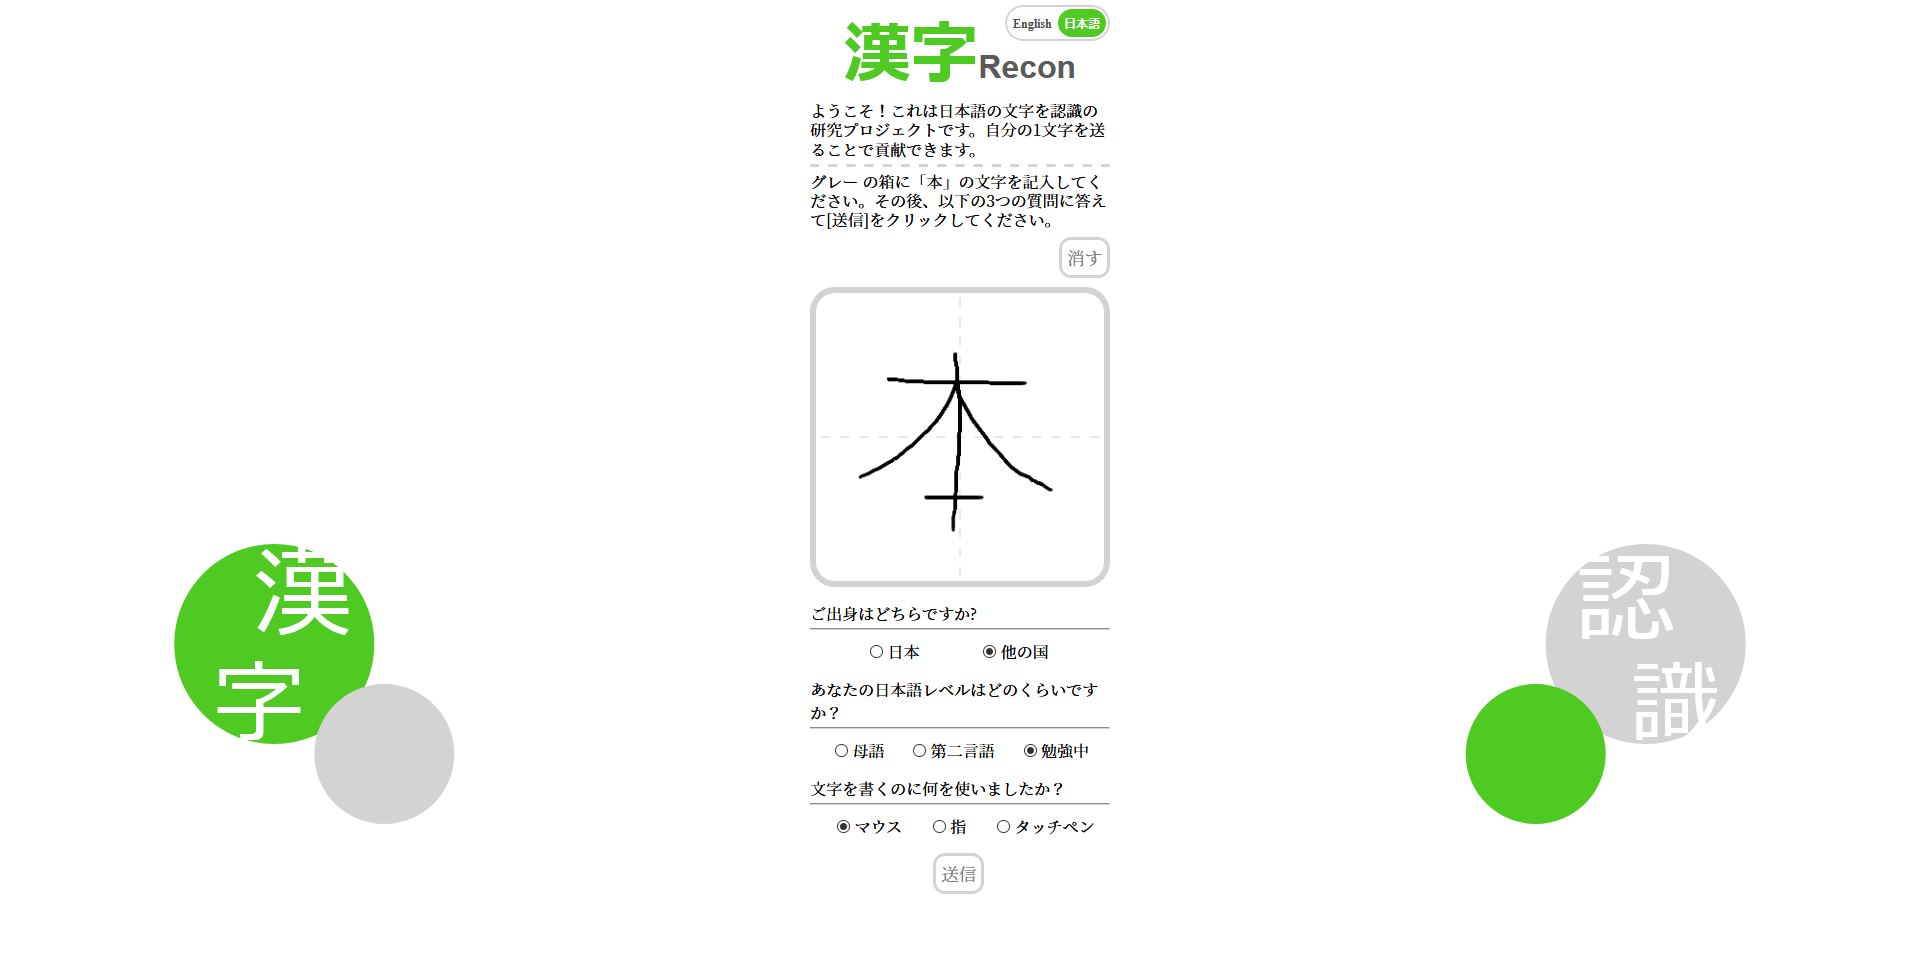 English 日本語
漢字Recon
ようこそ！これは日本語の文字を認識の
研究プロジェクトです。自分の1文字を送
ることで貢献できます。
グレー の箱に「本」の文字を記入してく
ださい。その後、以下の3つの質問に答え
て[送信]をクリックしてください。
消す
本
ご出身はどちらですか?
日本 他の国
あなたの日本語レベルはどのくらいです
か？
母語 第二言語 勉強中
文字を書くのに何を使いましたか？
マウス 指 タッチペン
送信
漢
字
認
識